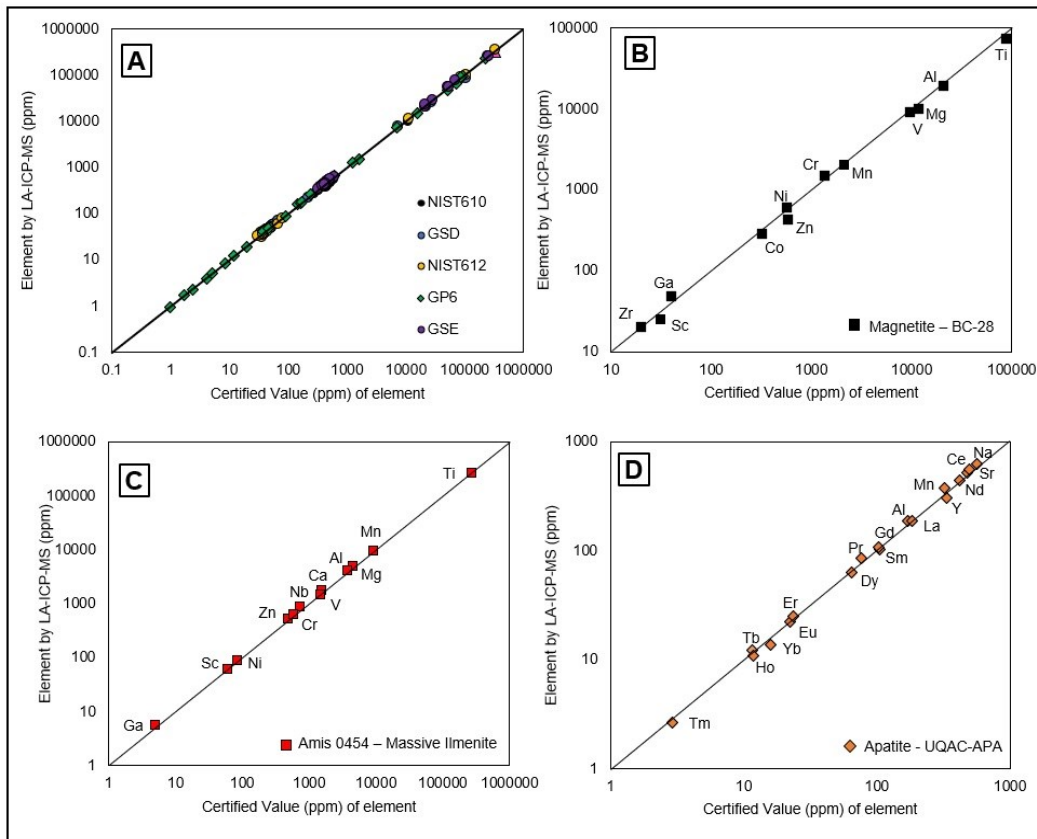 A
Element by LA-ICP-MS (ppm)
1000000
100000
10000
1000
100
10
1
0.1
0.1 1 10 100 1000 10000 100000 1000000
Certified Value (ppm) of element
NIST610
GSD
NIST612
GP6
GSE
B
Element by LA-ICP-MS (ppm)
100000
10000
1000
100
10
10 100 1000 10000 100000
Certified Value (ppm) of element
Ti
Al
Mg
V
Cr
Mn
Ni
Zn
Co
Ga
Zr
Sc
Magnetite – BC-28
C
Element by LA-ICP-MS (ppm)
1000000
100000
10000
1000
100
10
1
1 10 100 1000 10000 100000 1000000
Certified Value (ppm) of element
Ti
Mn
Al
Mg
Ca
Nb
V
Zn
Cr
Sc
Ni
Ga
Amis 0454 – Massive Ilmenite
D
Element by LA-ICP-MS (ppm)
1000
100
10
1
1 10 100 1000
Certified Value (ppm) of element
Na
Ce
Sr
Mn
Nd
Y
Al
La
Gd
Pr
Sm
Dy
Er
Eu
Tb
Yb
Ho
Tm
Apatite - UQAC-APA